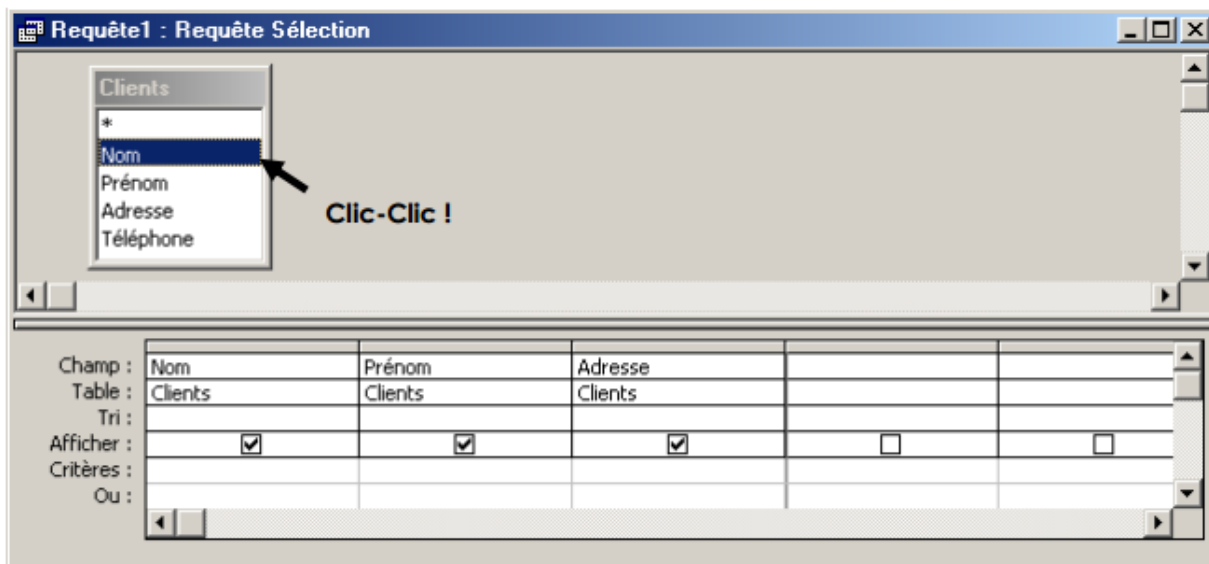 Requête1 : Requête Sélection
Clients
*
Nom
Prénom
Adresse
Téléphone
Clic-Clic !
Champ : Nom Prénom Adresse
Table : Clients Clients Clients
Tri :
Afficher :
Critères :
Ou :